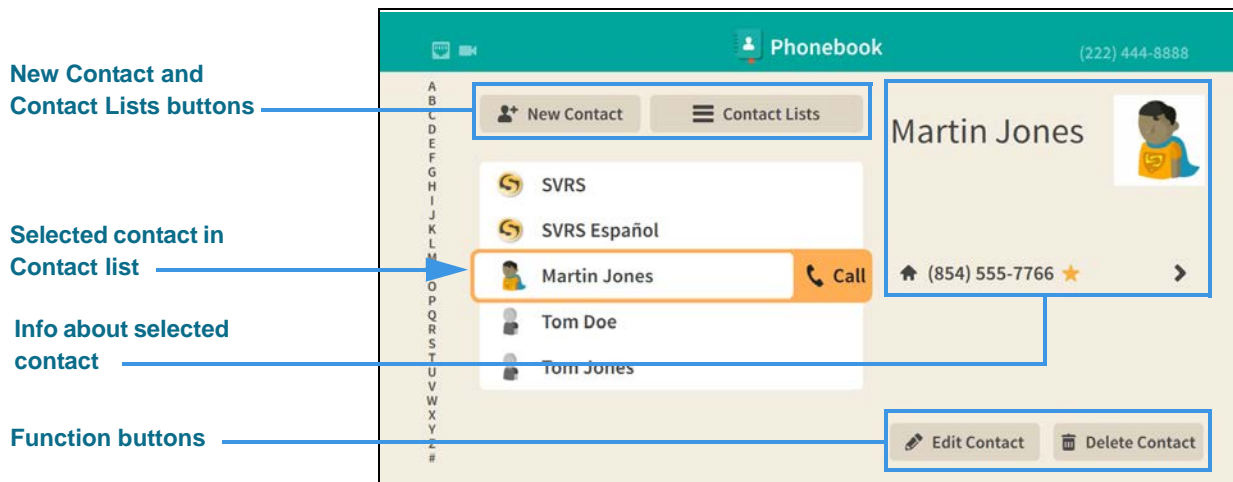 Phonebook
(222) 444-8888
New Contact and
Contact Lists buttons
Selected contact in
Contact list
Info about selected
contact
Function buttons
A
B
C
D
E
F
G
H
I
J
K
L
M
O
P
Q
R
S
T
U
V
W
X
Y
Z
#
New Contact
Contact Lists
SVRS
SVRS Español
Martin Jones
Call
Tom Doe
Tom Jones
Martin Jones
(854) 555-7766
Edit Contact
Delete Contact